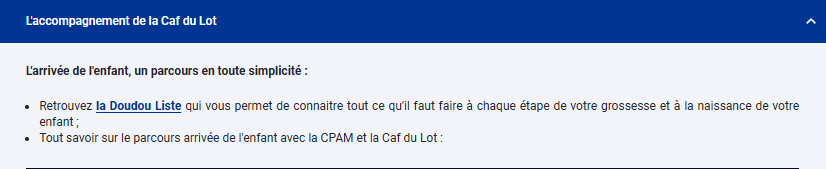 L'accompagnement de la Caf du Lot
L'arrivée de l'enfant, un parcours en toute simplicité :
• Retrouvez la Doudou Liste qui vous permet de connaitre tout ce qu'il faut faire à chaque étape de votre grossesse et à la naissance de votre
enfant ;
• Tout savoir sur le parcours arrivée de l'enfant avec la CPAM et la Caf du Lot :